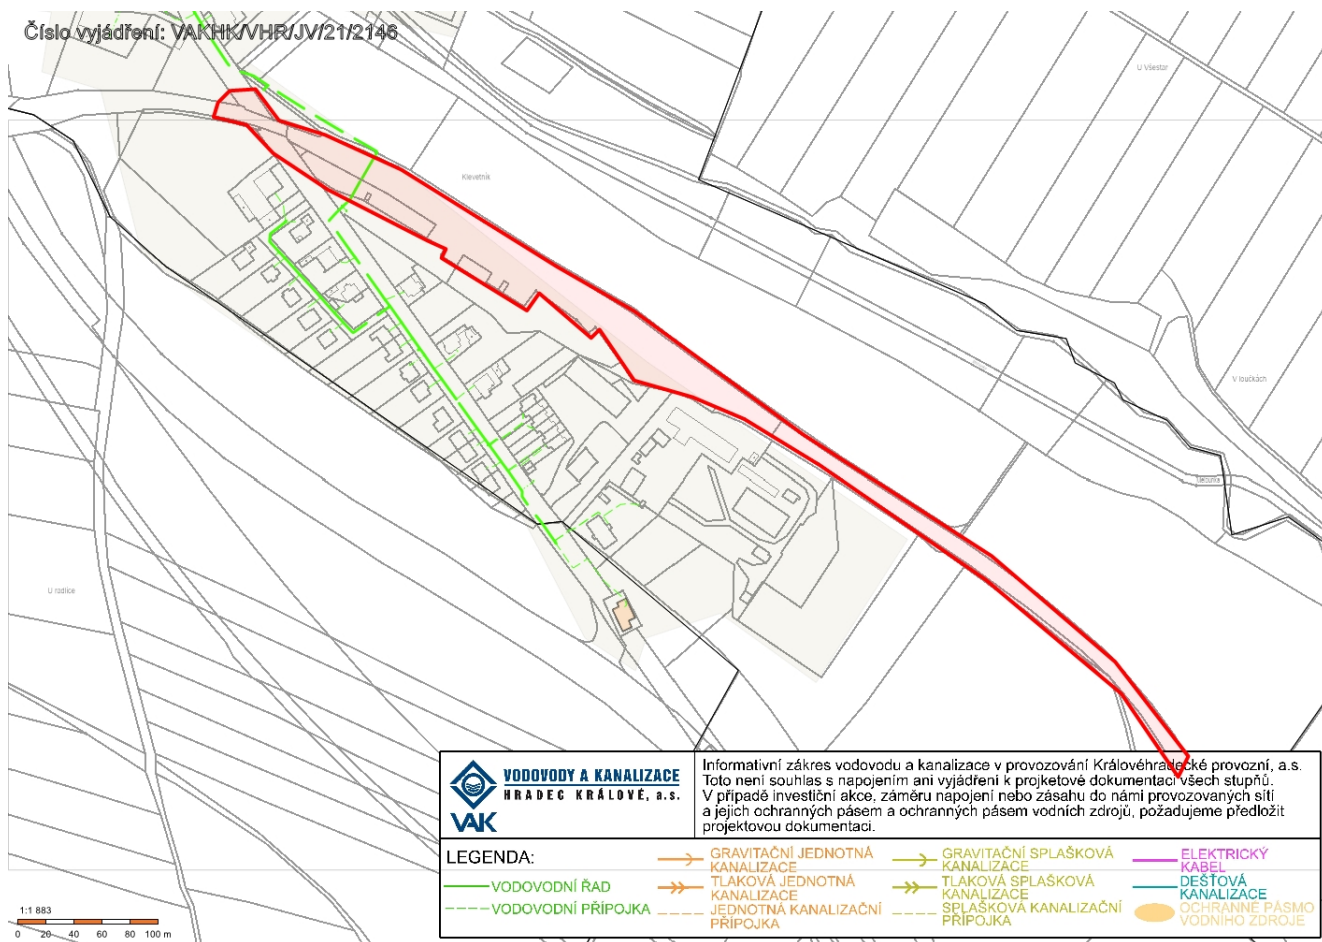 Číslo vyjádření: VAKHK/VHR/JV/21/2146
U Všestar
Klevetník
V loučkách
U radlice
VODOVODY A KANALIZACE
HRADEC KRÁLOVÉ, a.s.
VAK
Informativní zákres vodovodu a kanalizace v provozování Královéhradecké provozní, a.s.
Toto není souhlas s napojením ani vyjádření k projketové dokumentaci všech stupňů.
V případě investiční akce, záměru napojení nebo zásahu do námi provozovaných sítí
a jejich ochranných pásem a ochranných pásem vodních zdrojů, požadujeme předložit
projektovou dokumentaci.
LEGENDA:
VODOVODNÍ ŘAD
VODOVODNÍ PŘÍPOJKA
GRAVITAČNÍ JEDNOTNÁ
KANALIZACE
TLAKOVÁ JEDNOTNÁ
KANALIZACE
JEDNOTNÁ KANALIZAČNÍ
PŘÍPOJKA
GRAVITAČNÍ SPLAŠKOVÁ
KANALIZACE
TLAKOVÁ SPLAŠKOVÁ
KANALIZACE
SPLAŠKOVÁ KANALIZAČNÍ
PŘÍPOJKA
ELEKTRICKÝ
KABEL
DEŠŤOVÁ
KANALIZACE
OCHRANNÉ PÁSMO
VODNÍHO ZDROJE
1:1 883
0 20 40 60 80 100 m